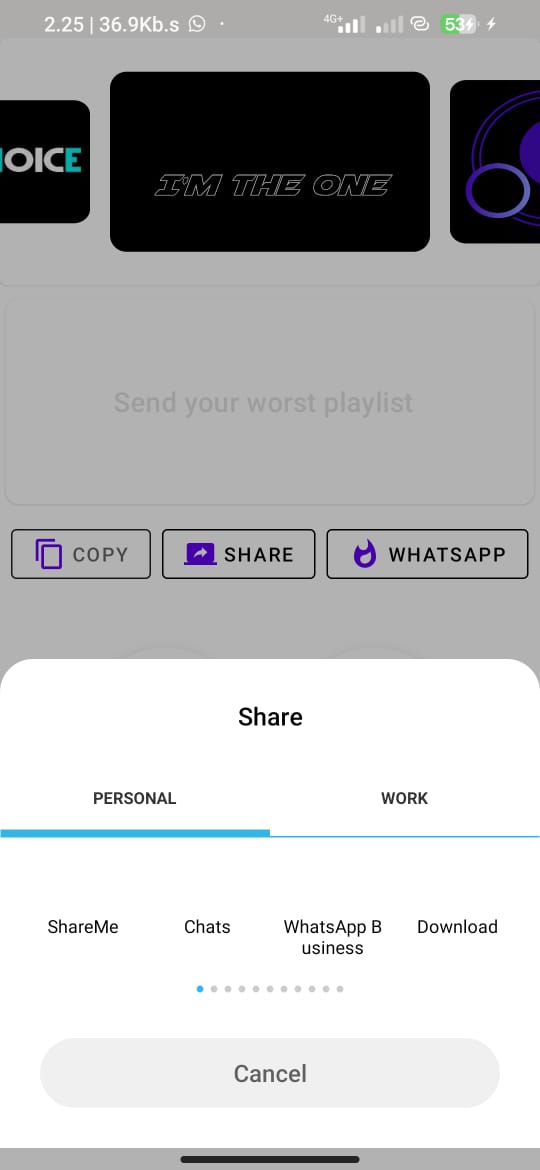 2.25 | 36.9Kb.s
4G+
53
OICE
I'M THE ONE
Send your worst playlist
COPY
SHARE
WHATSAPP
Share
PERSONAL
WORK
ShareMe
Chats
WhatsApp B
usiness
Download
Cancel